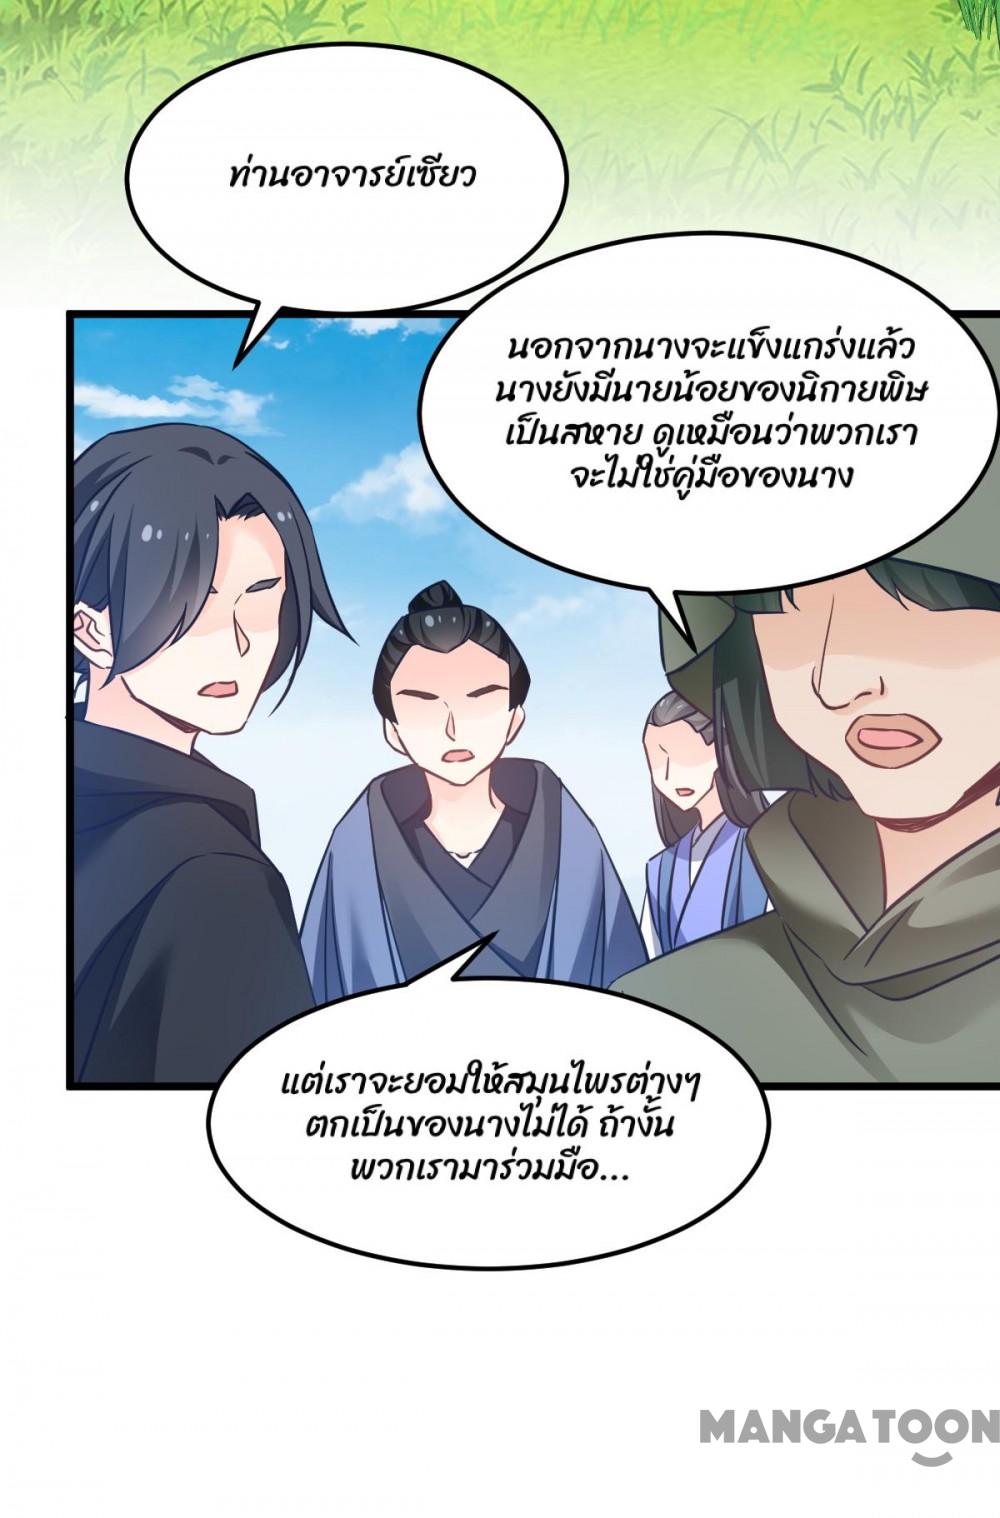 ท่านอาจารย์เซียว
นอกจากนางจะแข็งแกร่งแล้ว
นางยังมีนายน้อยของนิกายพิษ
เป็นสหาย ดูเหมือนว่าพวกเรา
จะไม่ใช่คู่มือของนาง
แต่เราจะยอมให้สมุนไพรต่างๆ
ตกเป็นของนางไม่ได้ ถ้างั้น
พวกเรามาร่วมมือ...
MANGATOON